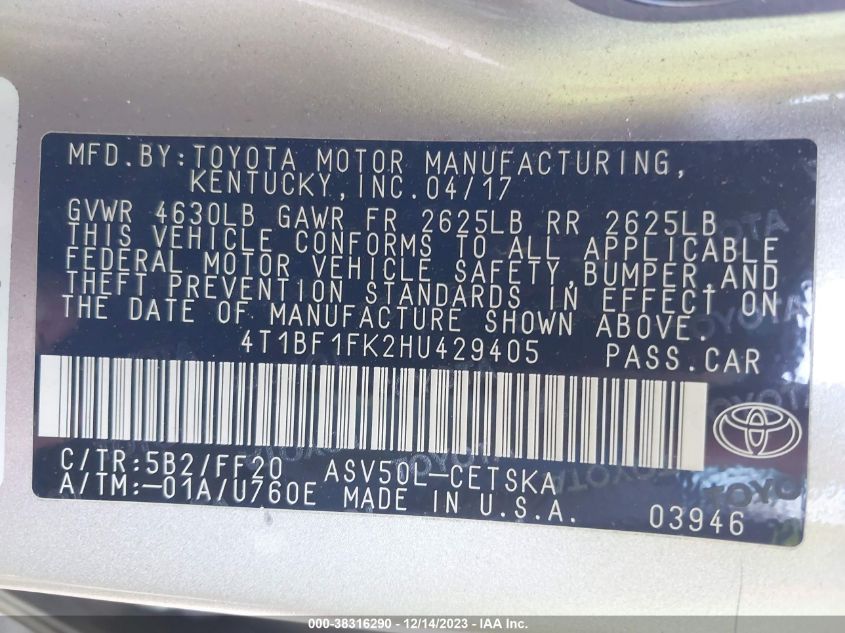 MFD.BY:TOYOTA MOTOR MANUFACTURING,
KENTUCKY,INC.04/17
GVWR 4630LB GAWR FR 2625LB RR 2625LB
THIS VEHICLE CONFORMS TO ALL APPLICABLE
FEDERAL MOTOR VEHICLE SAFETY,BUMPER,AND
THEFT PREVENTION STANDARDS IN EFFECT ON
THE DATE OF MANUFACTURE SHOWN ABOVE.
4T1BF1FK2HU429405 PASS.CAR
C/TR:5B2/FF20 ASV50L-CETSKA
A/TM:-01A/U760E MADE IN U.S.A. 03946
000-38316290 - 12/14/2023 - IAA Inc.